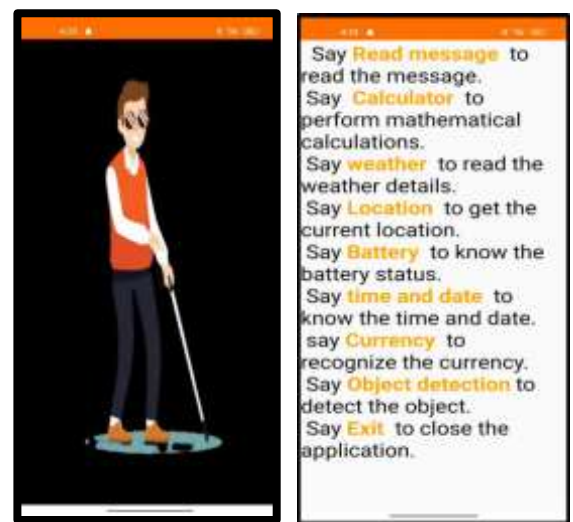 Say Read message to
read the message.
Say Calculator to
perform mathematical
calculations.
Say weather to read the
weather details.
Say Location to get the
current location.
Say Battery to know the
battery status.
Say time and date to
know the time and date.
say Currency to
recognize the currency.
Say Object detection to
detect the object.
Say Exit to close the
application.